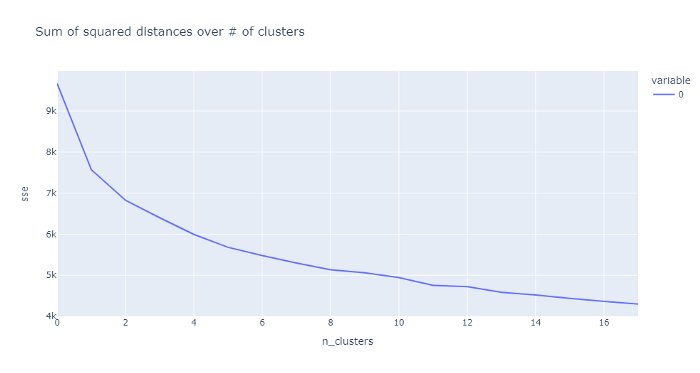 Sum of squared distances over # of clusters
variable
0
9k
8k
7k
6k
5k
4k
sse
0 2 4 6 8 10 12 14 16
n_clusters